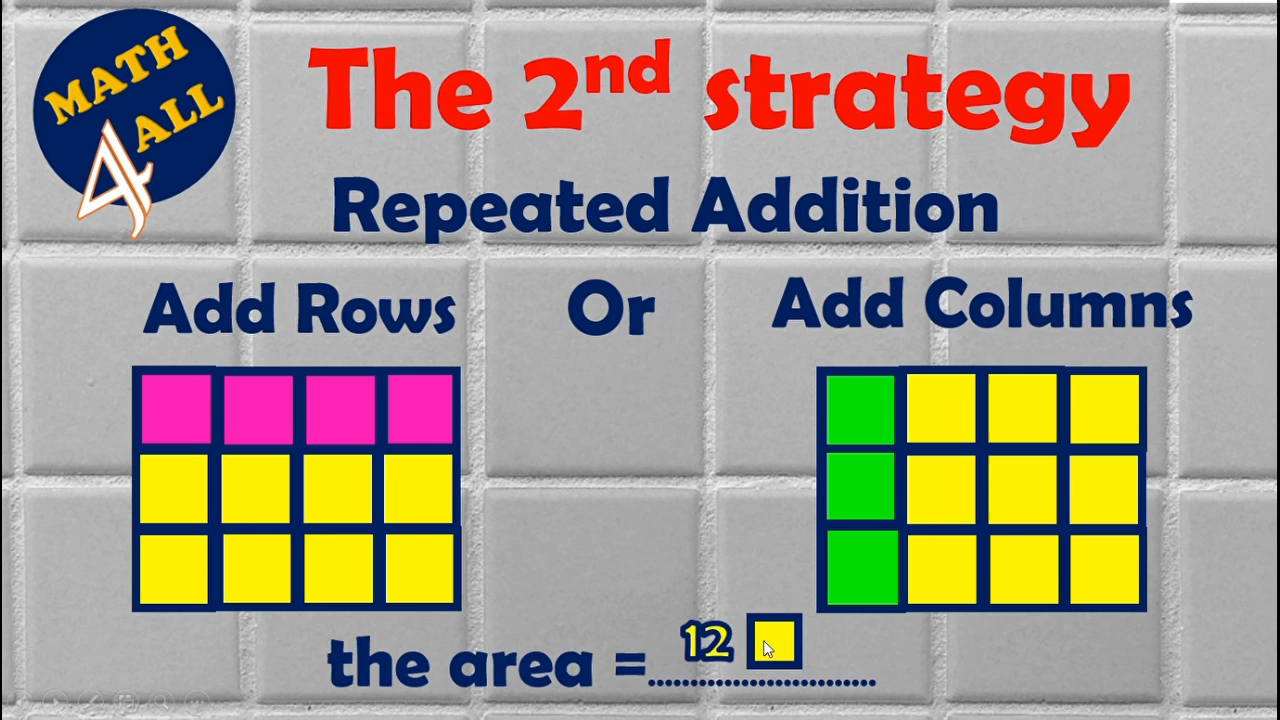 MATH
4 ALL
The 2nd strategy
Repeated Addition
Add Rows
Or
Add Columns
the area =...........................
12